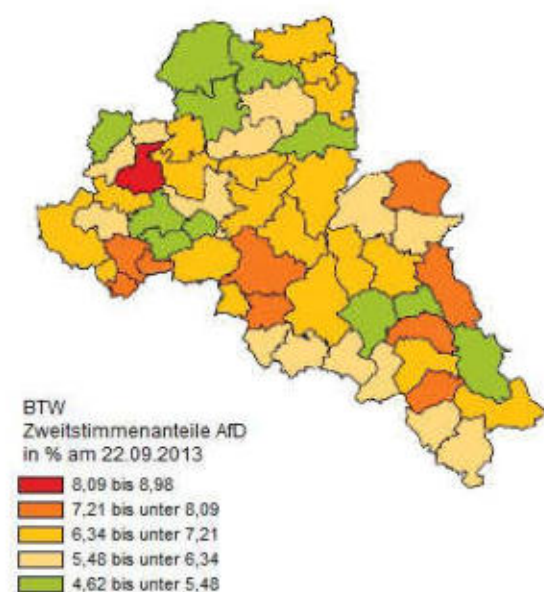 BTW
Zweitstimmenanteile AfD
in % am 22.09.2013
8,09 bis 8,98
7,21 bis unter 8,09
6,34 bis unter 7,21
5,48 bis unter 6,34
4,62 bis unter 5,48